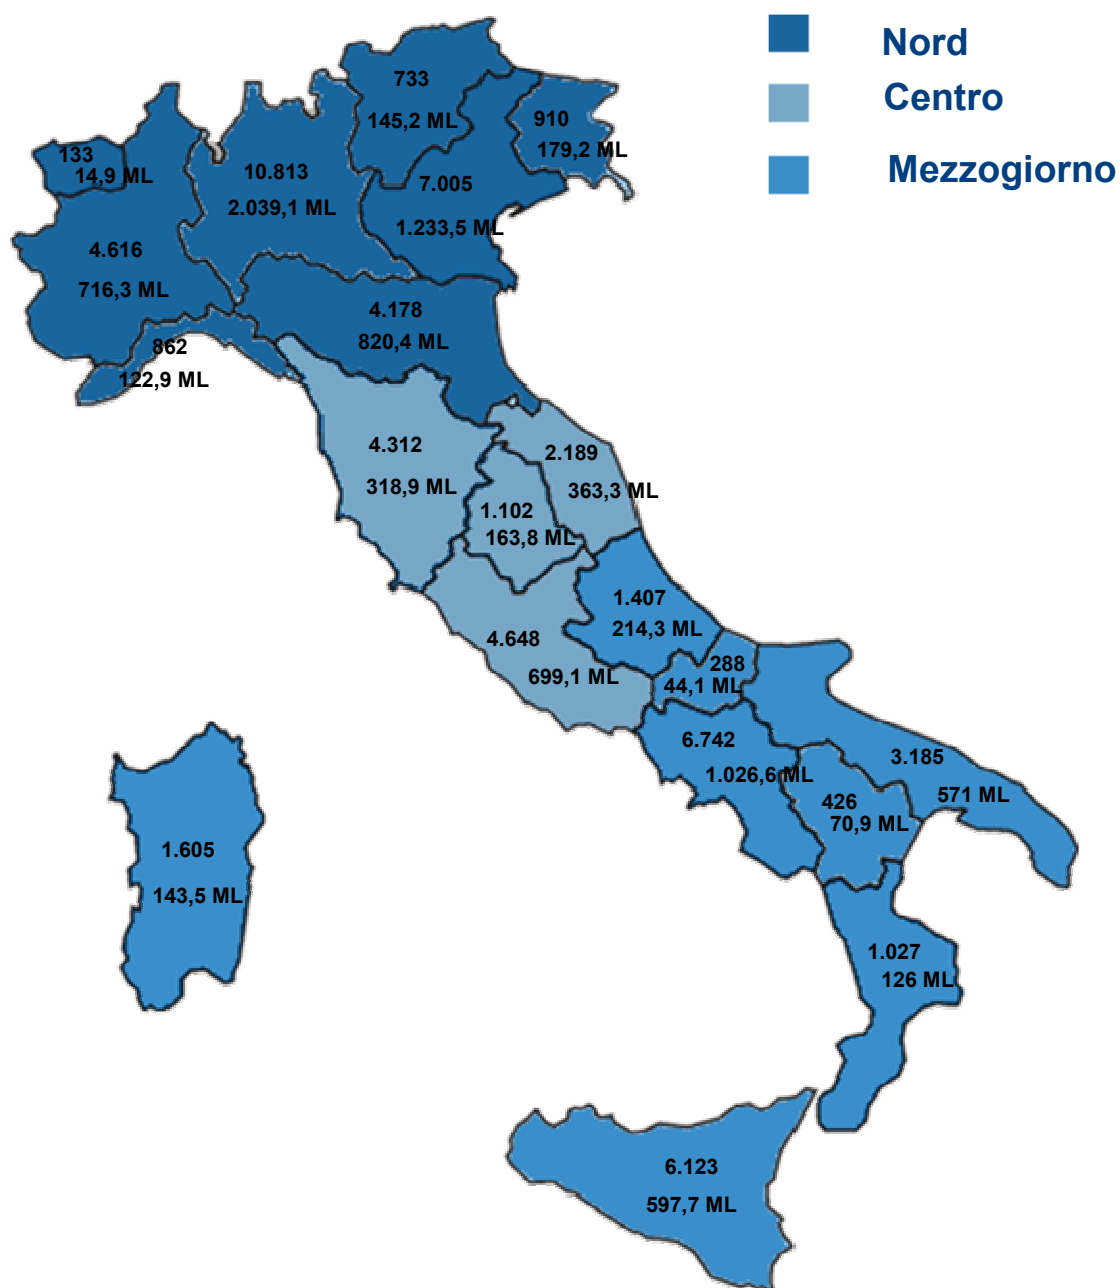 Nord
Centro
Mezzogiorno
733
145,2 ML
910
179,2 ML
133
14,9 ML
10.813
2.039,1 ML
7.005
1.233,5 ML
4.616
716,3 ML
4.178
820,4 ML
862
122,9 ML
4.312
318,9 ML
2.189
363,3 ML
1.102
163,8 ML
1.407
214,3 ML
4.648
699,1 ML
288
44,1 ML
6.742
1.026,6 ML
3.185
571 ML
426
70,9 ML
1.605
143,5 ML
1.027
126 ML
6.123
597,7 ML